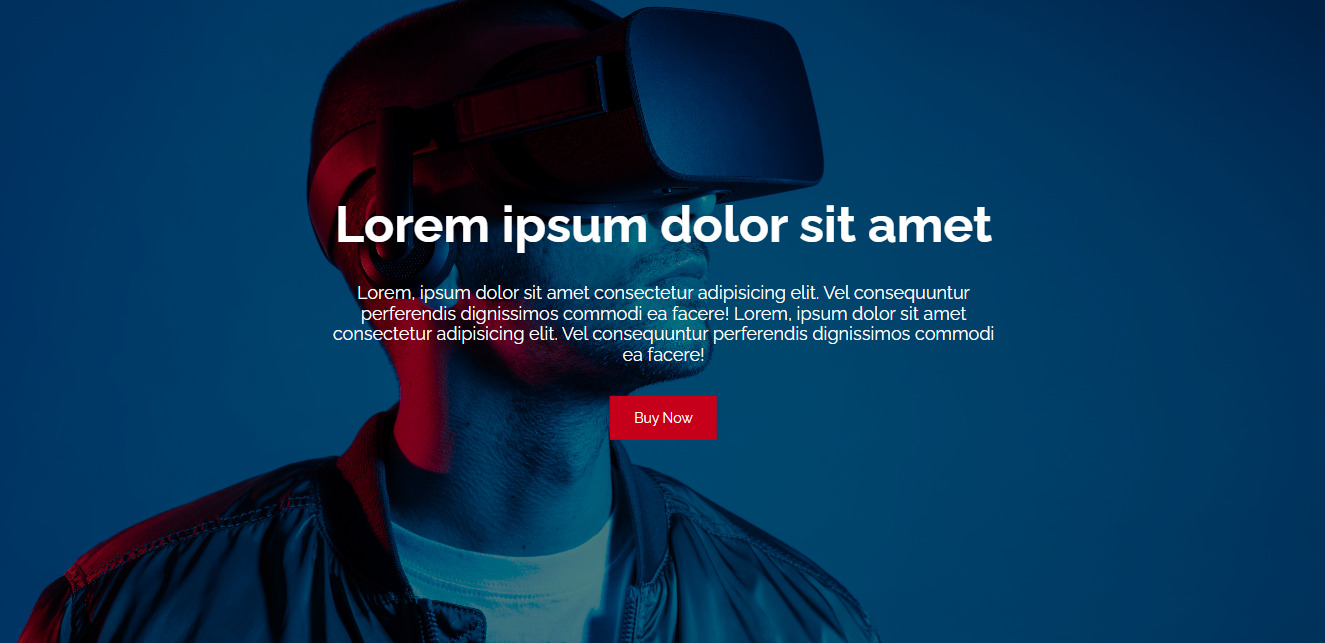 Lorem ipsum dolor sit amet
Lorem, ipsum dolor sit amet consectetur adipisicing elit. Vel consequuntur
perferendis dignissimos commodi ea facere! Lorem, ipsum dolor sit amet
consectetur adipisicing elit. Vel consequuntur perferendis dignissimos commodi
ea facere!
Buy Now